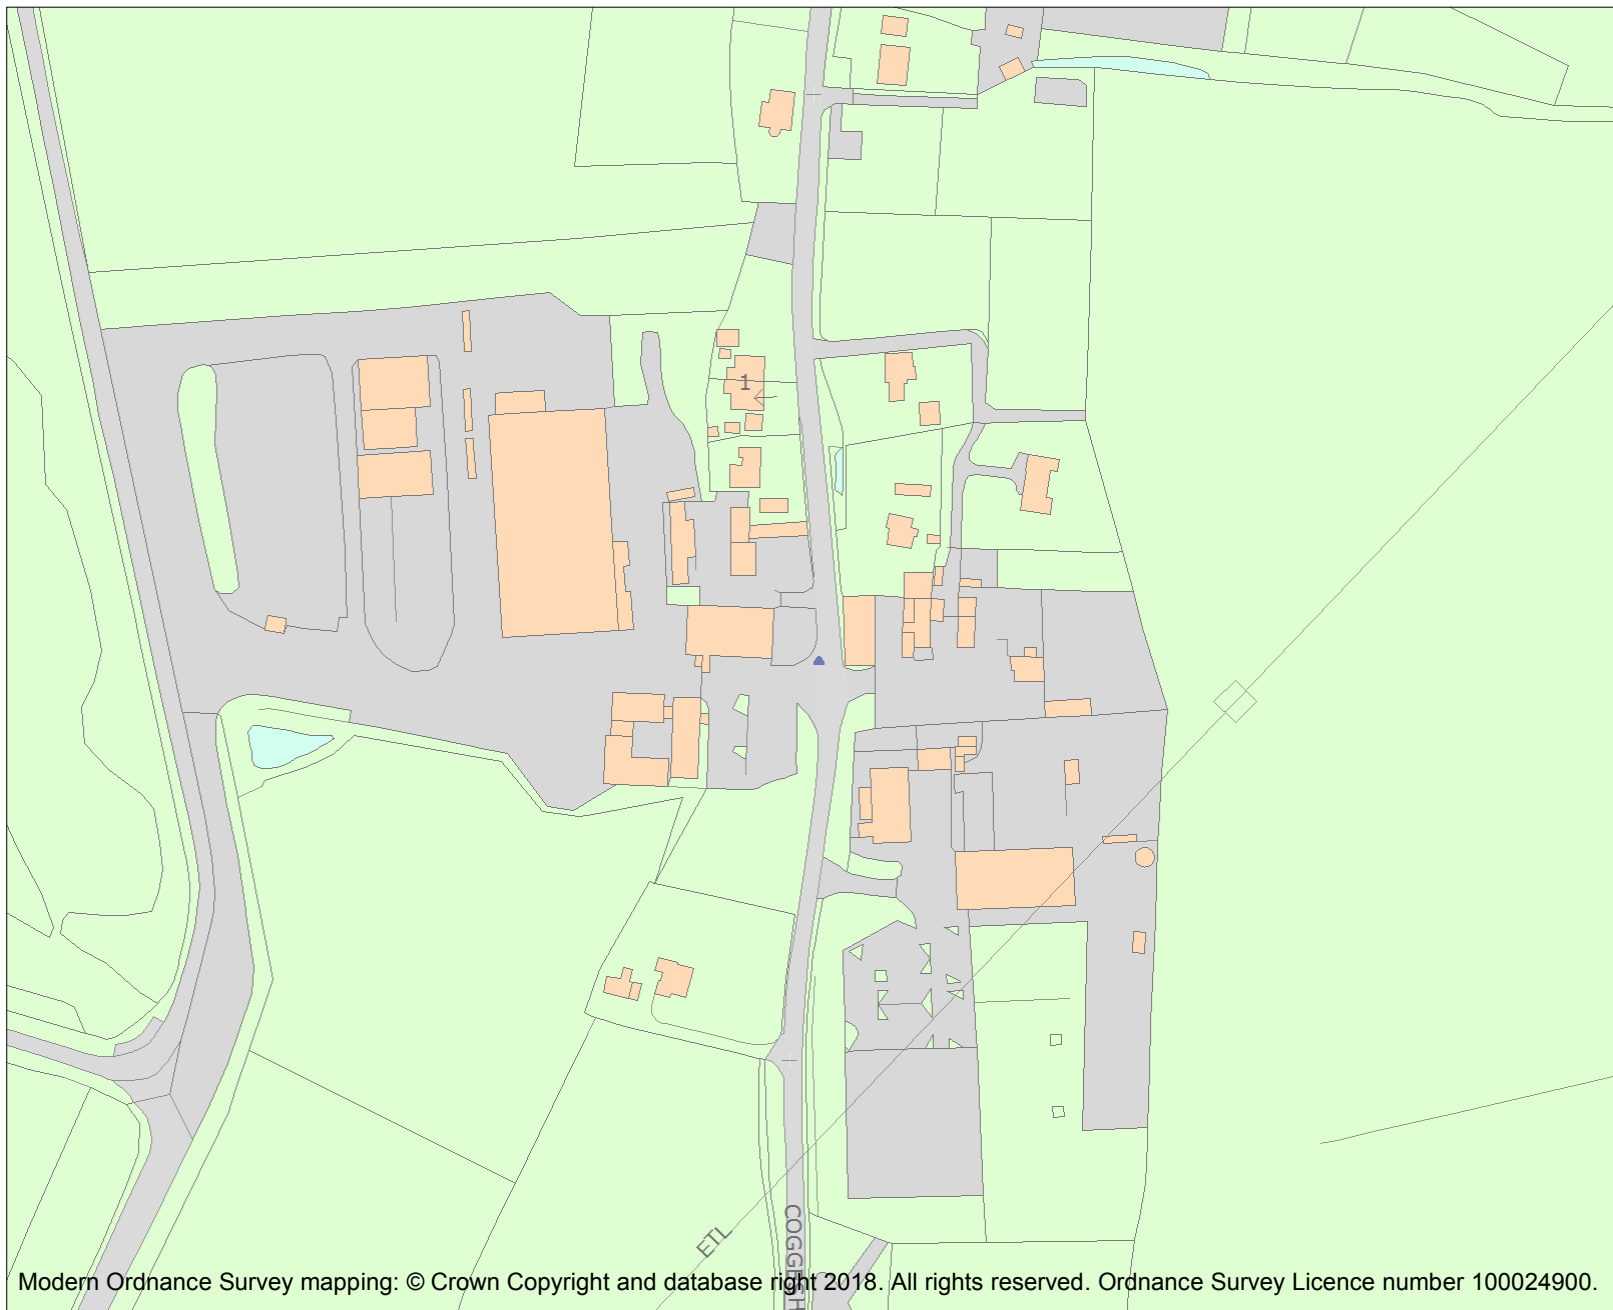 1
ETL
COGGE
Modern Ordnance Survey mapping: © Crown Copyright and database right 2018. All rights reserved. Ordnance Survey Licence number 100024900.